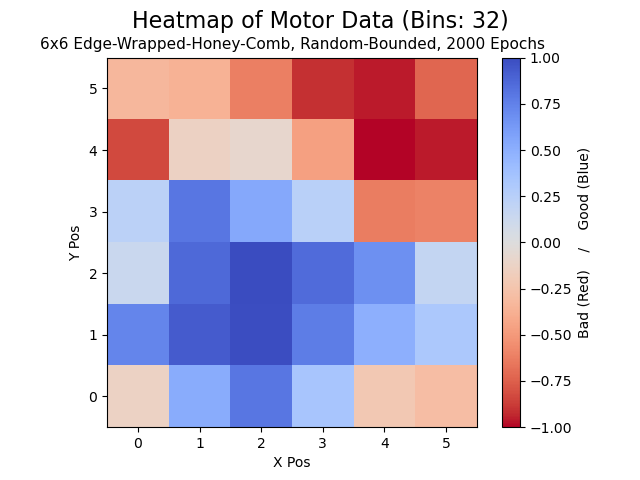 Heatmap of Motor Data (Bins: 32)
6x6 Edge-Wrapped-Honey-Comb, Random-Bounded, 2000 Epochs
5
4
3
2
1
0
Y Pos
0 1 2 3 4 5
X Pos
1.00
0.75
0.50
0.25
0.00
−0.25
−0.50
−0.75
−1.00
Bad (Red) / Good (Blue)